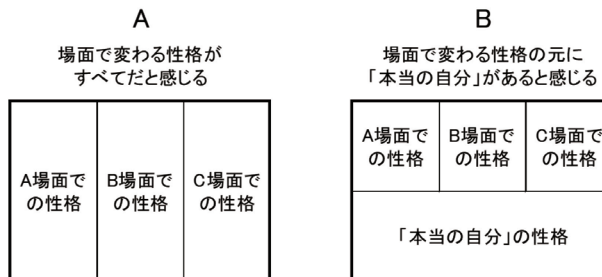 A
場面で変わる性格が
すべてだと感じる
A場面で
の性格
B場面で
の性格
C場面で
の性格
B
場面で変わる性格の元に
「本当の自分」があると感じる
A場面で
の性格
B場面で
の性格
C場面で
の性格
「本当の自分」の性格